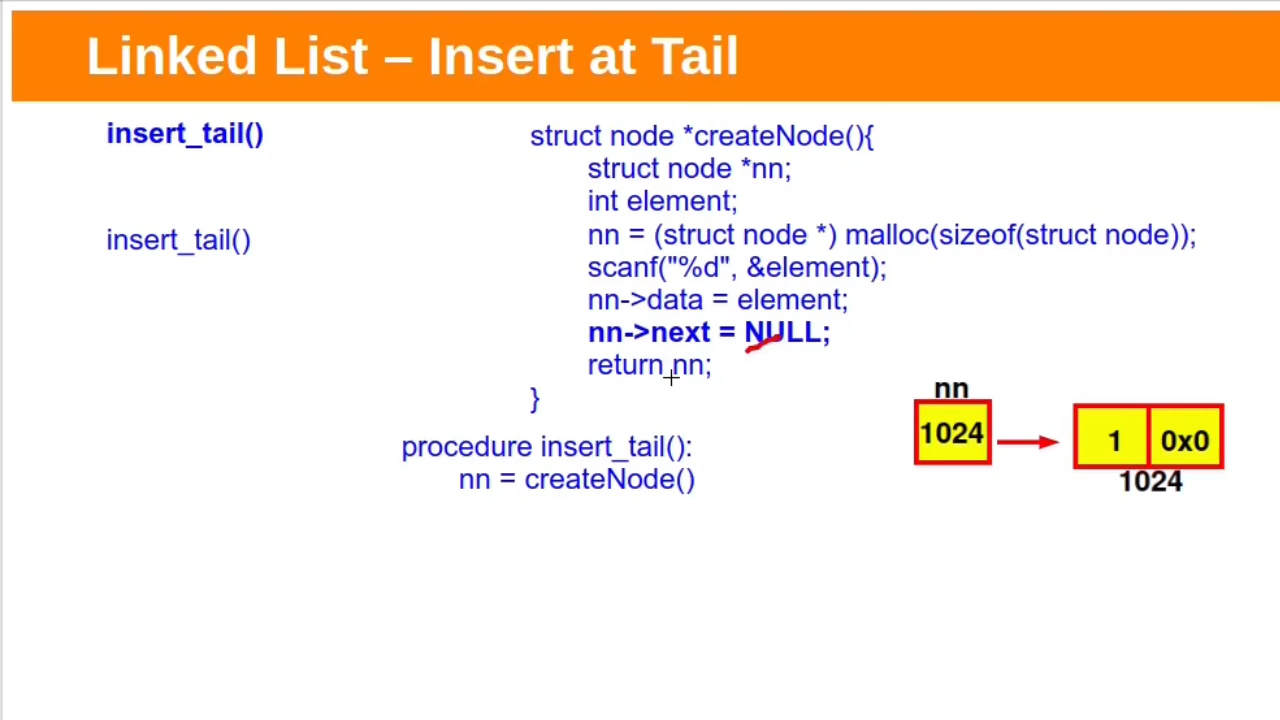 Linked List – Insert at Tail
insert_tail()
insert_tail()
struct node *createNode(){
struct node *nn;
int element;
nn = (struct node *) malloc(sizeof(struct node));
scanf("%d", &element);
nn->data = element;
nn->next = NULL;
return nn;
}
procedure insert_tail():
nn = createNode()
nn
1024
1 0x0
1024